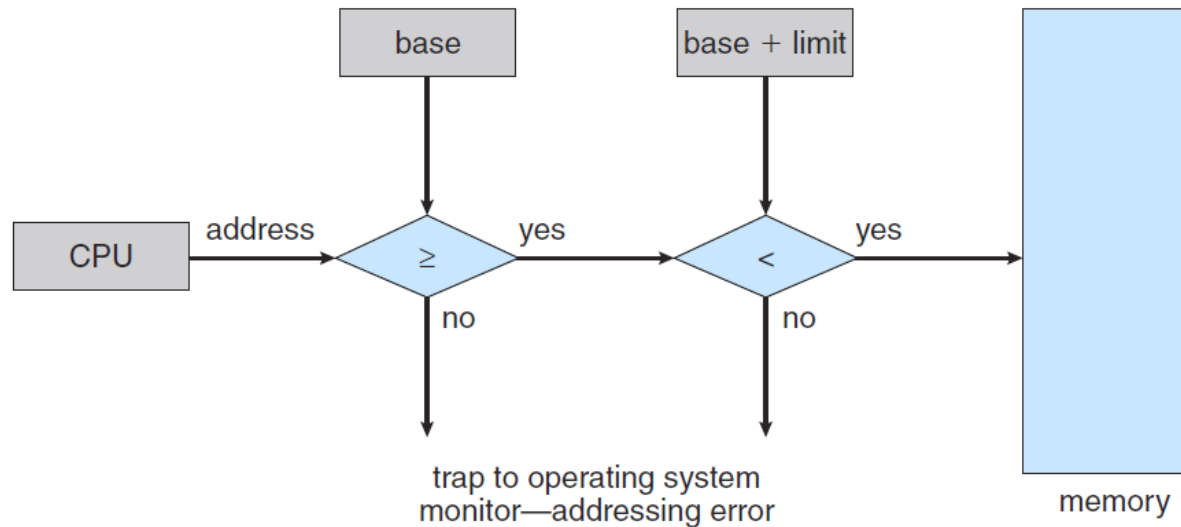 base
base + limit
CPU
address
≥
yes
<
yes
no
no
trap to operating system
monitor—addressing error
memory